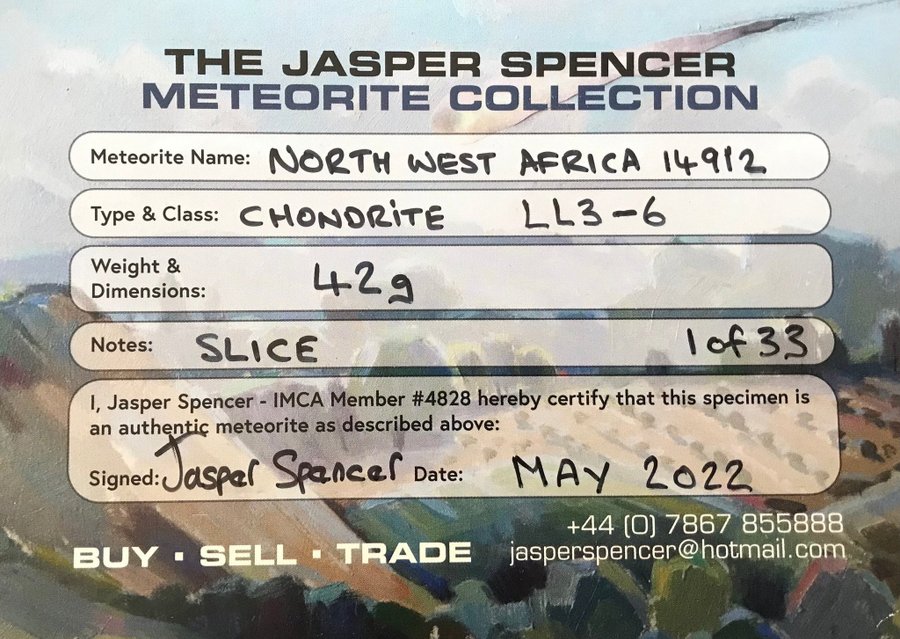 THE JASPER SPENCER
METEORITE COLLECTION
Meteorite Name: NORTH WEST AFRICA 14912
Type & Class: CHONDRITE LL3-6
Weight &
Dimensions: 42g
Notes: SLICE 1 of 33
I, Jasper Spencer - IMCA Member #4828 hereby certify that this specimen is
an authentic meteorite as described above:
Signed: Jasper Spencer Date: MAY 2022
+44 (0) 7867 855888
BUY · SELL · TRADE jasperspencer@hotmail.com